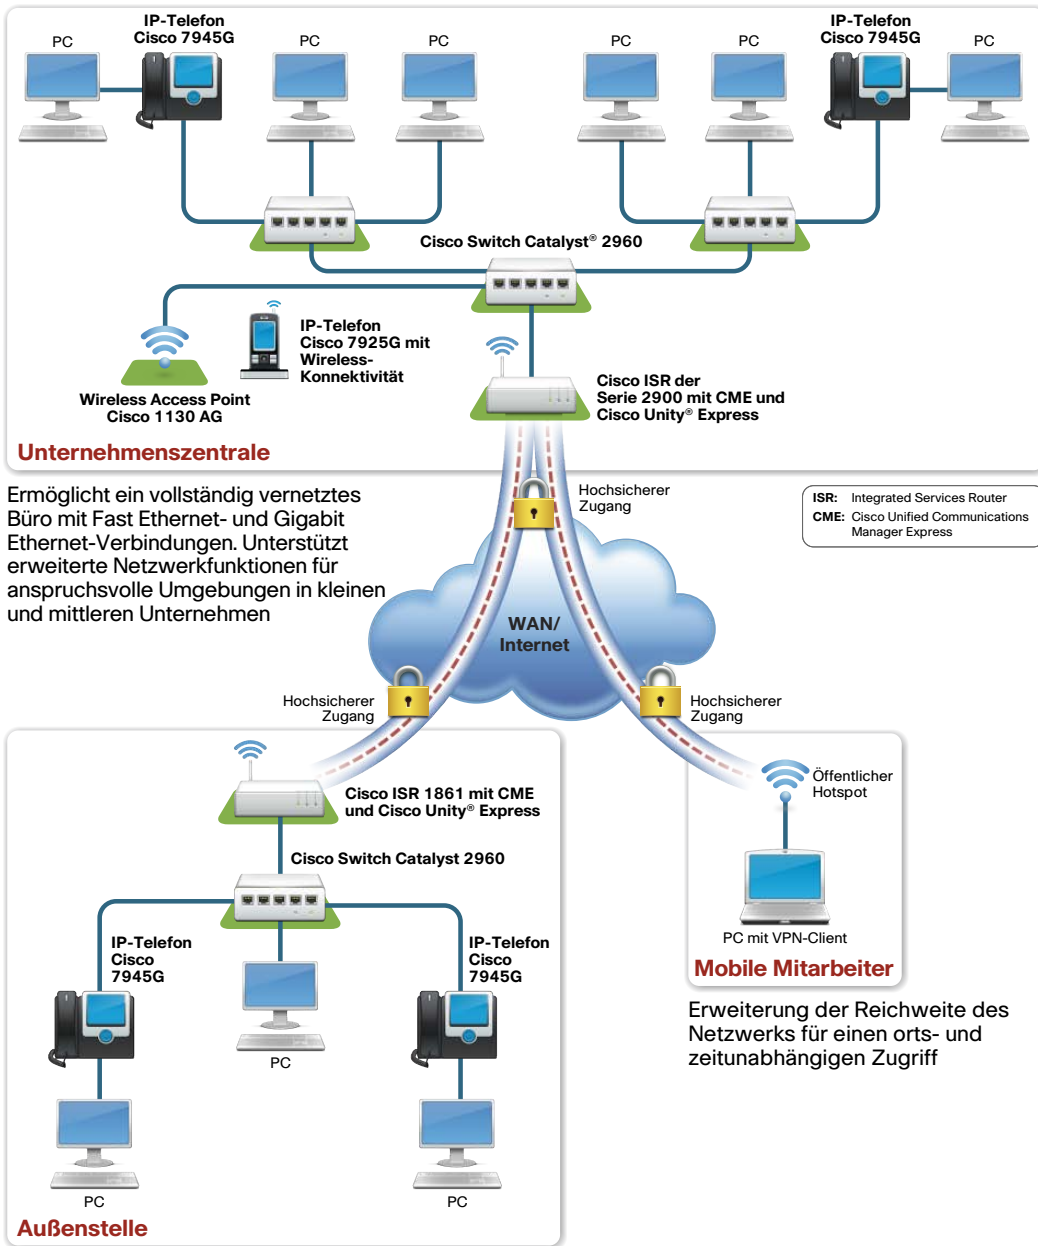 PC
IP-Telefon
Cisco 7945G
PC
PC
PC
PC
IP-Telefon
Cisco 7945G
PC
Cisco Switch Catalyst® 2960
IP-Telefon
Cisco 7925G mit
Wireless-
Konnektivität
Wireless Access Point
Cisco 1130 AG
Cisco ISR der
Serie 2900 mit CME und
Cisco Unity® Express
Unternehmenszentrale
Ermöglicht ein vollständig vernetztes
Büro mit Fast Ethernet- und Gigabit
Ethernet-Verbindungen. Unterstützt
erweiterte Netzwerkfunktionen für
anspruchsvolle Umgebungen in kleinen
und mittleren Unternehmen
Hochsicherer
Zugang
ISR: Integrated Services Router
CME: Cisco Unified Communications
Manager Express
WAN/
Internet
Hochsicherer
Zugang
Hochsicherer
Zugang
Cisco ISR 1861 mit CME
und Cisco Unity® Express
Cisco Switch Catalyst 2960
IP-Telefon
Cisco
7945G
IP-Telefon
Cisco
7945G
PC
PC
PC
Außenstelle
Öffentlicher
Hotspot
PC mit VPN-Client
Mobile Mitarbeiter
Erweiterung der Reichweite des
Netzwerks für einen orts- und
zeitunabhängigen Zugriff